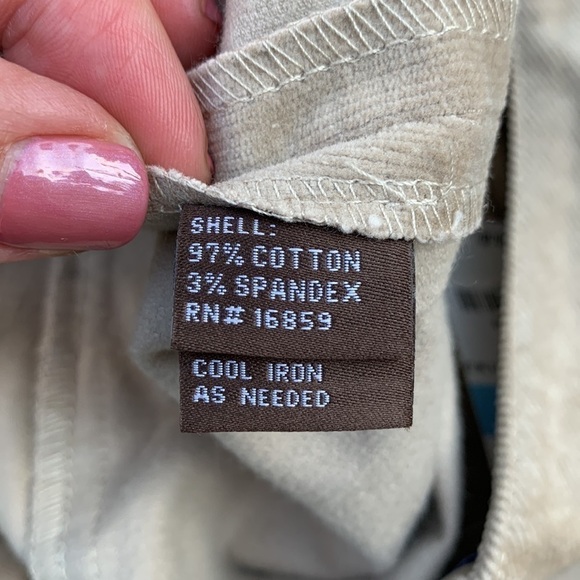 SHELL:
97% COTTON
3% SPANDEX
RN# 16859
COOL IRON
AS NEEDED